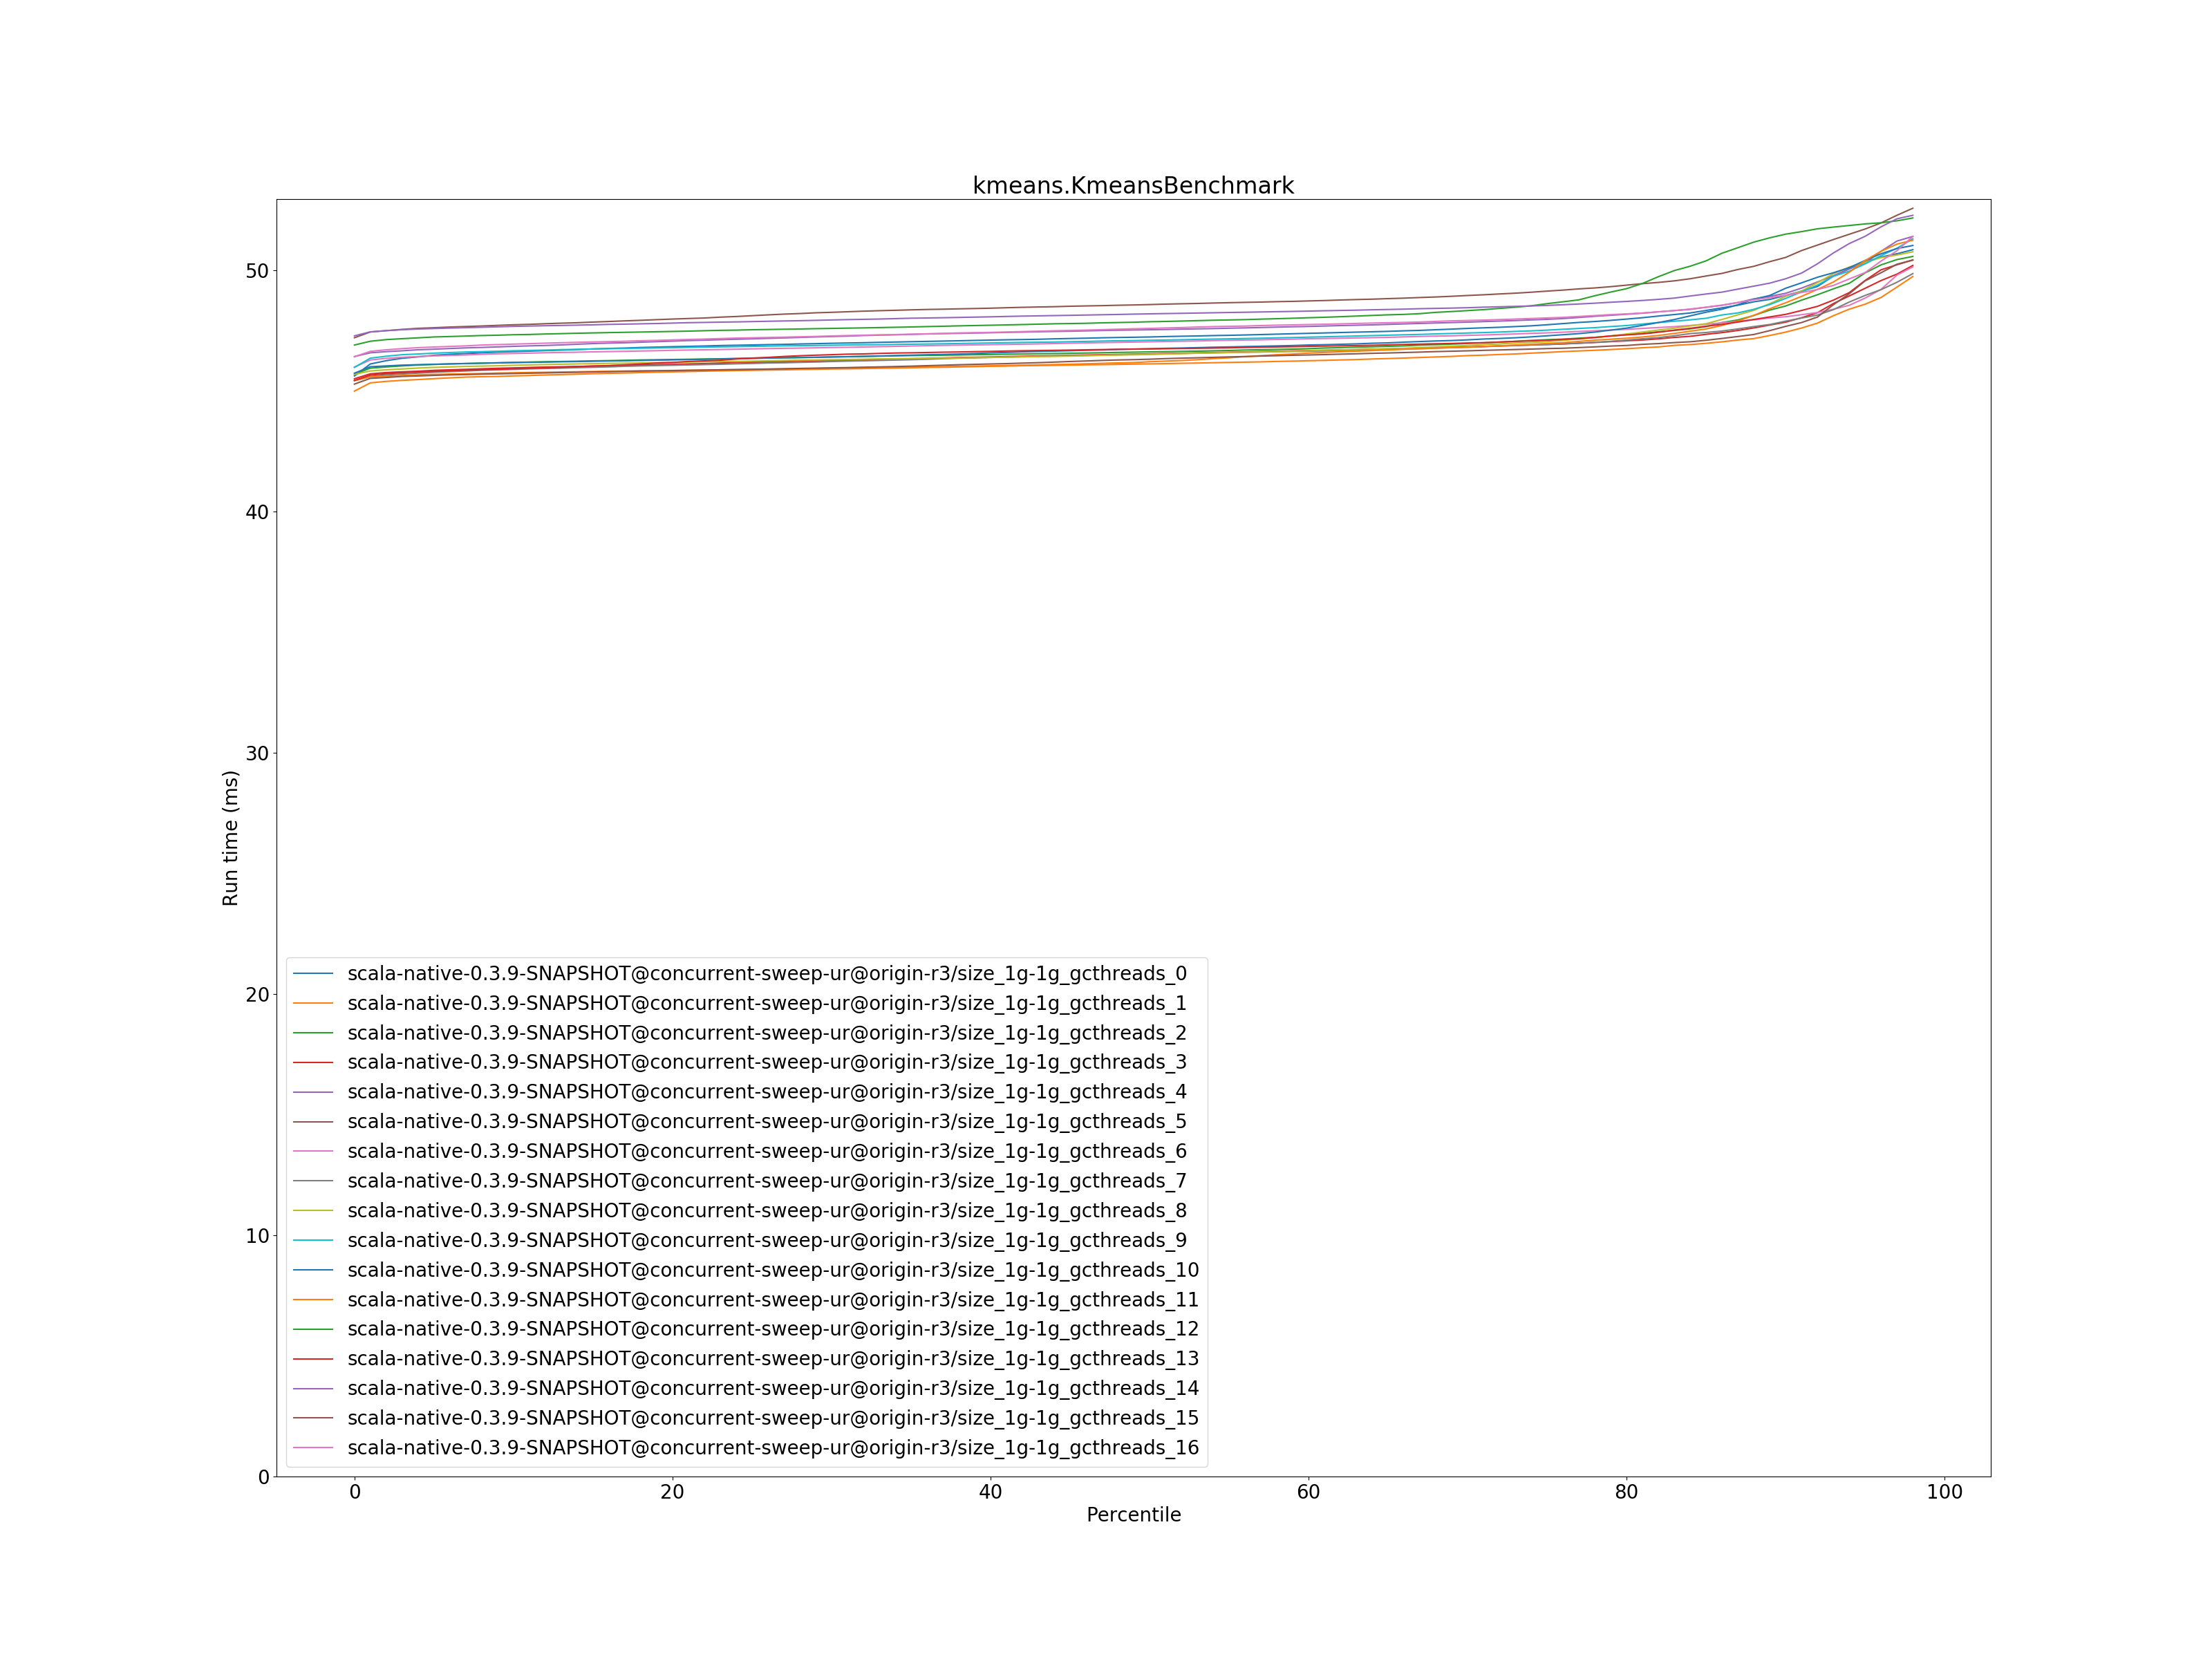 kmeans.KmeansBenchmark
50
40
30
20
10
0
Run time (ms)
scala-native-0.3.9-SNAPSHOT@concurrent-sweep-ur@origin-r3/size_1g-1g_gcthreads_0
scala-native-0.3.9-SNAPSHOT@concurrent-sweep-ur@origin-r3/size_1g-1g_gcthreads_1
scala-native-0.3.9-SNAPSHOT@concurrent-sweep-ur@origin-r3/size_1g-1g_gcthreads_2
scala-native-0.3.9-SNAPSHOT@concurrent-sweep-ur@origin-r3/size_1g-1g_gcthreads_3
scala-native-0.3.9-SNAPSHOT@concurrent-sweep-ur@origin-r3/size_1g-1g_gcthreads_4
scala-native-0.3.9-SNAPSHOT@concurrent-sweep-ur@origin-r3/size_1g-1g_gcthreads_5
scala-native-0.3.9-SNAPSHOT@concurrent-sweep-ur@origin-r3/size_1g-1g_gcthreads_6
scala-native-0.3.9-SNAPSHOT@concurrent-sweep-ur@origin-r3/size_1g-1g_gcthreads_7
scala-native-0.3.9-SNAPSHOT@concurrent-sweep-ur@origin-r3/size_1g-1g_gcthreads_8
scala-native-0.3.9-SNAPSHOT@concurrent-sweep-ur@origin-r3/size_1g-1g_gcthreads_9
scala-native-0.3.9-SNAPSHOT@concurrent-sweep-ur@origin-r3/size_1g-1g_gcthreads_10
scala-native-0.3.9-SNAPSHOT@concurrent-sweep-ur@origin-r3/size_1g-1g_gcthreads_11
scala-native-0.3.9-SNAPSHOT@concurrent-sweep-ur@origin-r3/size_1g-1g_gcthreads_12
scala-native-0.3.9-SNAPSHOT@concurrent-sweep-ur@origin-r3/size_1g-1g_gcthreads_13
scala-native-0.3.9-SNAPSHOT@concurrent-sweep-ur@origin-r3/size_1g-1g_gcthreads_14
scala-native-0.3.9-SNAPSHOT@concurrent-sweep-ur@origin-r3/size_1g-1g_gcthreads_15
scala-native-0.3.9-SNAPSHOT@concurrent-sweep-ur@origin-r3/size_1g-1g_gcthreads_16
0 20 40 60 80 100
Percentile